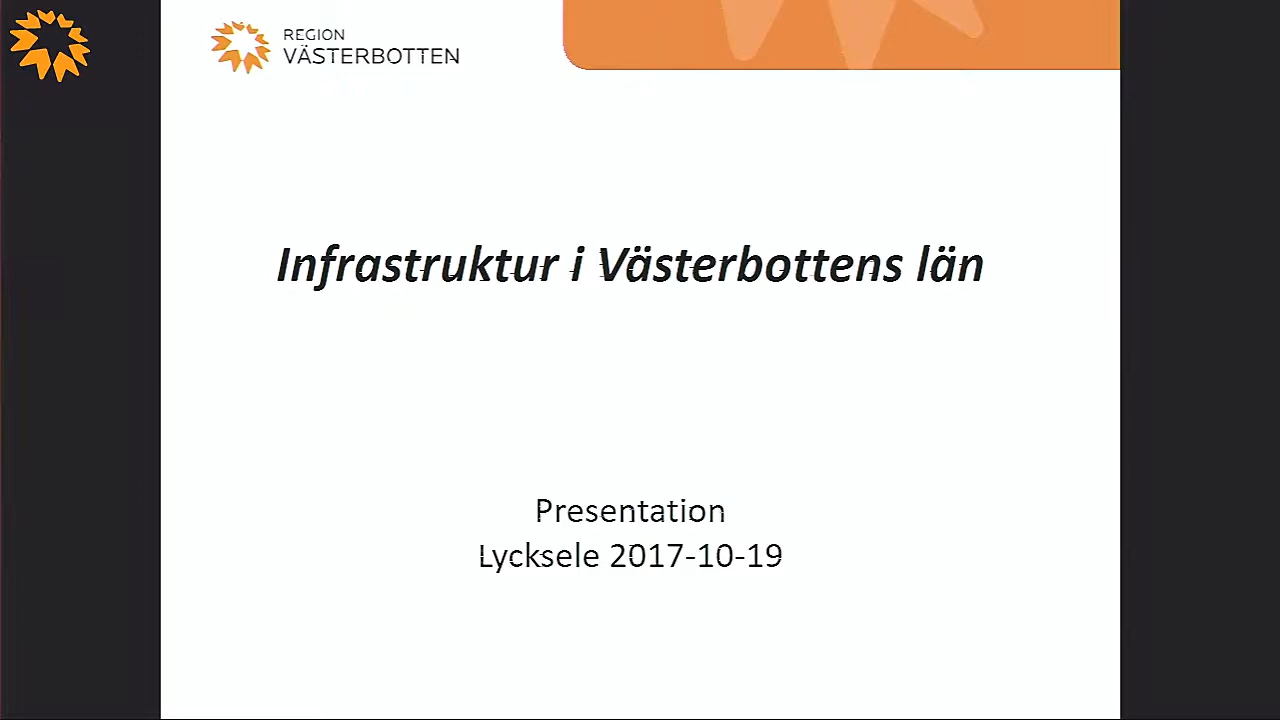 REGION
VÄSTERBOTTEN
Infrastruktur i Västerbottens län
Presentation
Lycksele 2017-10-19